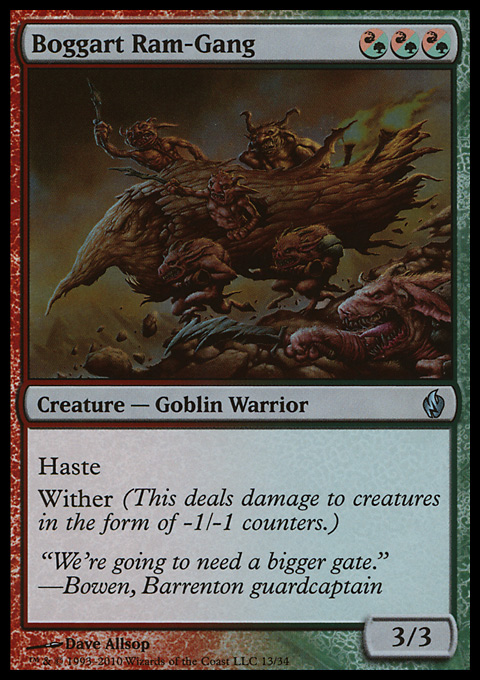 Boggart Ram-Gang
Creature — Goblin Warrior
Haste
Wither (This deals damage to creatures
in the form of -1/-1 counters.)
“We’re going to need a bigger gate.”
—Bowen, Barrenton guardcaptain
3/3
Dave Allsop
™ & © 1993–2010 Wizards of the Coast LLC 13/34